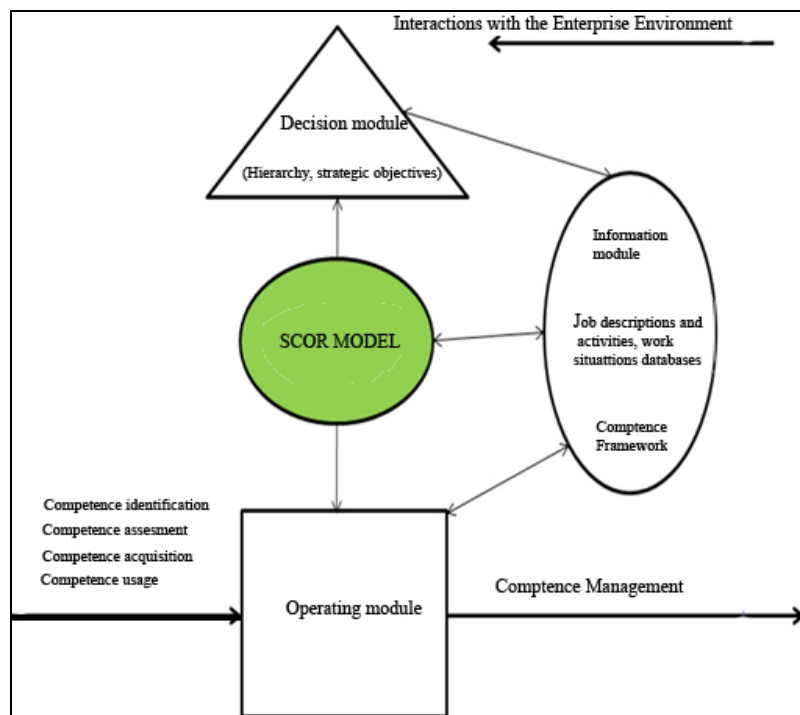 Interactions with the Enterprise Environment
Decision module
(Hierarchy, strategic objectives)
Information
module
Job descriptions and
activities, work
situattions databases
Comptence
Framework
SCOR MODEL
Competence identification
Competence assesment
Competence acquisition
Competence usage
Operating module
Comptence Management